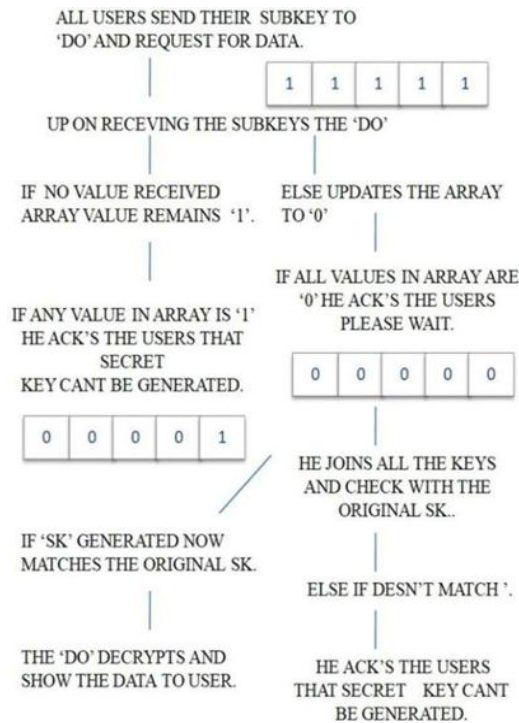 ALL USERS SEND THEIR SUBKEY TO
‘DO’ AND REQUEST FOR DATA.
1 1 1 1 1
UP ON RECEVING THE SUBKEYS THE ‘DO’
IF NO VALUE RECEIVED
ARRAY VALUE REMAINS ‘1’.
ELSE UPDATES THE ARRAY
TO ‘0’
IF ANY VALUE IN ARRAY IS ‘1’
HE ACK’S THE USERS THAT
SECRET
KEY CANT BE GENERATED.
0 0 0 0 1
IF ALL VALUES IN ARRAY ARE
‘0’ HE ACK’S THE USERS
PLEASE WAIT.
0 0 0 0 0
HE JOINS ALL THE KEYS
AND CHECK WITH THE
ORIGINAL SK..
IF ‘SK’ GENERATED NOW
MATCHES THE ORIGINAL SK.
THE ‘DO’ DECRYPTS AND
SHOW THE DATA TO USER.
ELSE IF DESN’T MATCH ’.
HE ACK’S THE USERS
THAT SECRET KEY CANT
BE GENERATED.